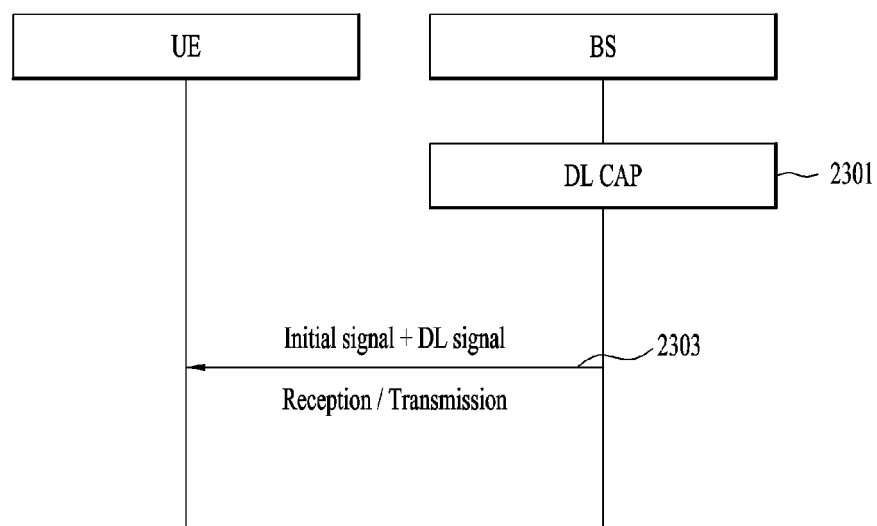 UE
BS
DL CAP
2301
Initial signal + DL signal
2303
Reception / Transmission